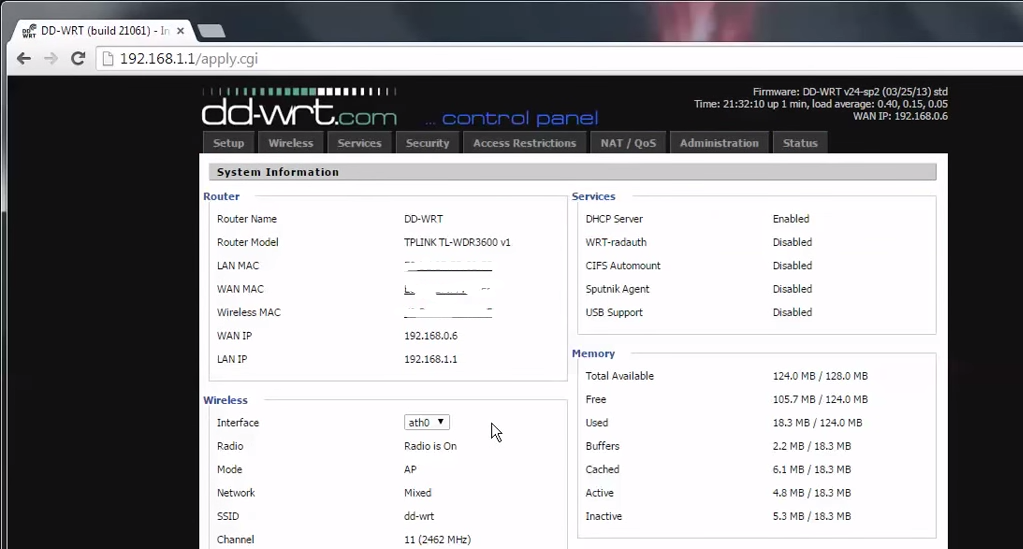 DD-WRT (build 21061) - In
192.168.1.1/apply.cgi
dd-wrt.com ... control panel
Firmware: DD-WRT v24-sp2 (03/25/13) std
Time: 21:32:10 up 1 min, load average: 0.40, 0.15, 0.05
WAN IP: 192.168.0.6
Setup Wireless Services Security Access Restrictions NAT / QoS Administration Status
System Information
Router
Router Name DD-WRT
Router Model TPLINK TL-WDR3600 v1
LAN MAC
WAN MAC
Wireless MAC
WAN IP 192.168.0.6
LAN IP 192.168.1.1
Wireless
Interface ath0
Radio Radio is On
Mode AP
Network Mixed
SSID dd-wrt
Channel 11 (2462 MHz)
Services
DHCP Server Enabled
WRT-radauth Disabled
CIFS Automount Disabled
Sputnik Agent Disabled
USB Support Disabled
Memory
Total Available 124.0 MB / 128.0 MB
Free 105.7 MB / 124.0 MB
Used 18.3 MB / 124.0 MB
Buffers 2.2 MB / 18.3 MB
Cached 6.1 MB / 18.3 MB
Active 4.8 MB / 18.3 MB
Inactive 5.3 MB / 18.3 MB